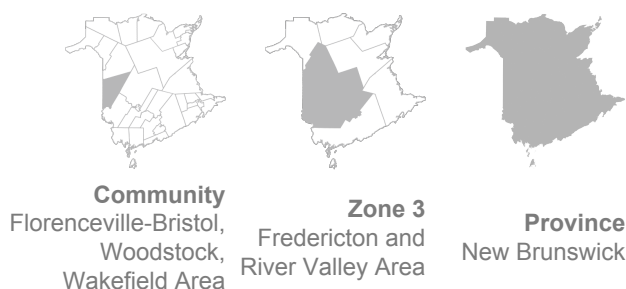 Community
Florenceville-Bristol,
Woodstock,
Wakefield Area
Zone 3
Fredericton and
River Valley Area
Province
New Brunswick